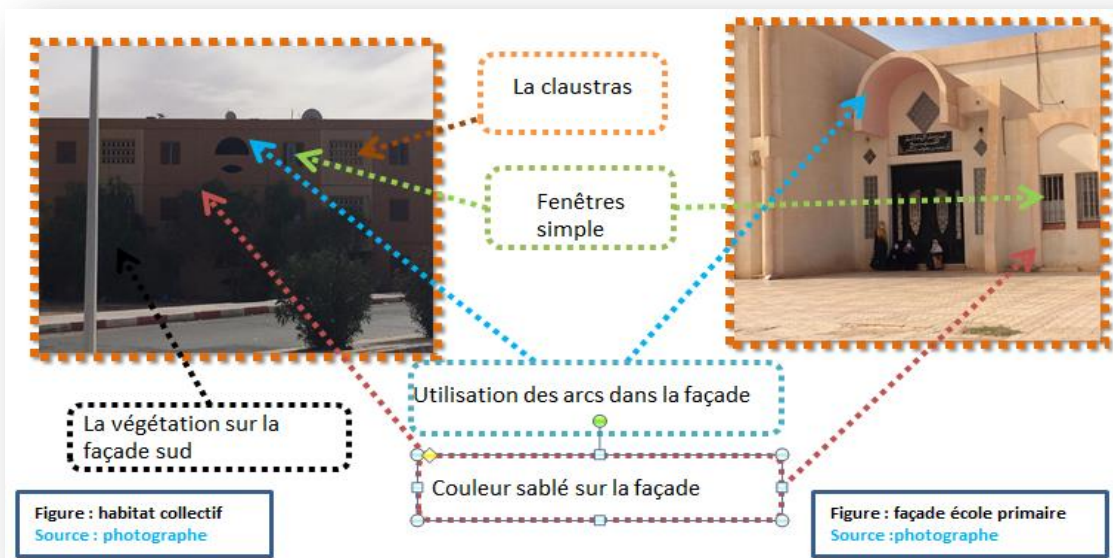 La claustras
Fenêtres
simple
Utilisation des arcs dans la façade
La végétation sur la
façade sud
Couleur sablé sur la façade
Figure : habitat collectif
Source : photographe
Figure : façade école primaire
Source :photographe